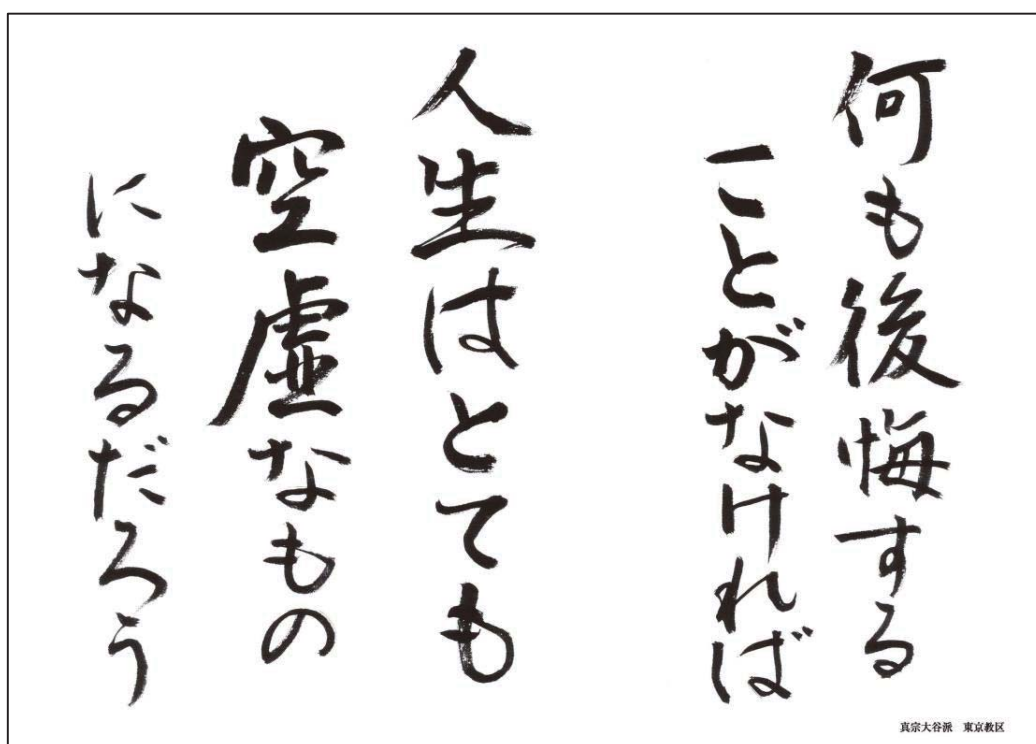 何も後悔する
ことがなければ
人生はとても
空虚なもの
になるだろう
真宗大谷派　東京教区